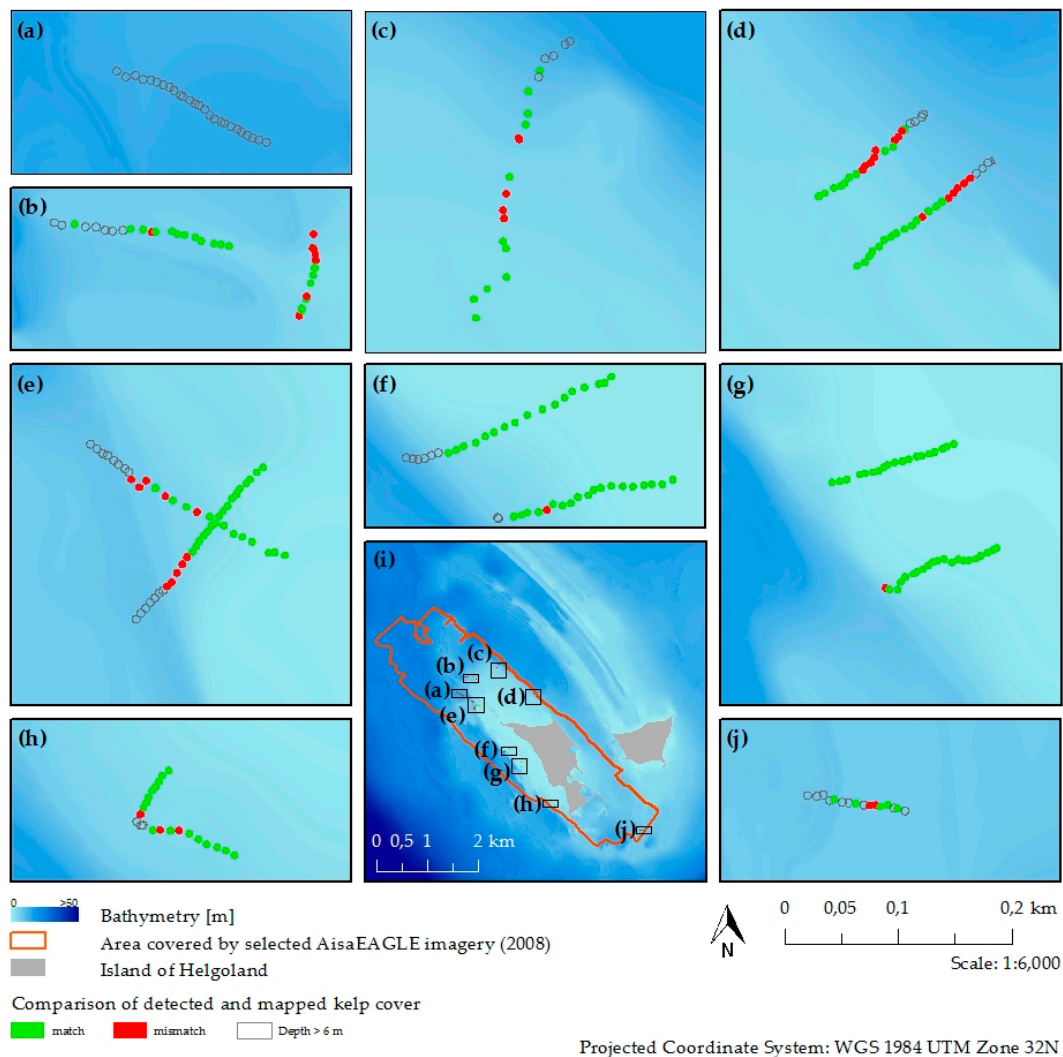 (a)
(c)
(d)
(b)
(e)
(f)
(g)
(i)
(c)
(b)
(a)
(d)
(e)
(f)
(g)
(h)
(j)
0 0,5 1 2 km
(h)
(j)
0 >50
Bathymetry [m]
Area covered by selected AisaEAGLE imagery (2008)
Island of Helgoland
N
0 0,05 0,1 0,2 km
Scale: 1:6,000
Comparison of detected and mapped kelp cover
match mismatch Depth > 6 m
Projected Coordinate System: WGS 1984 UTM Zone 32N